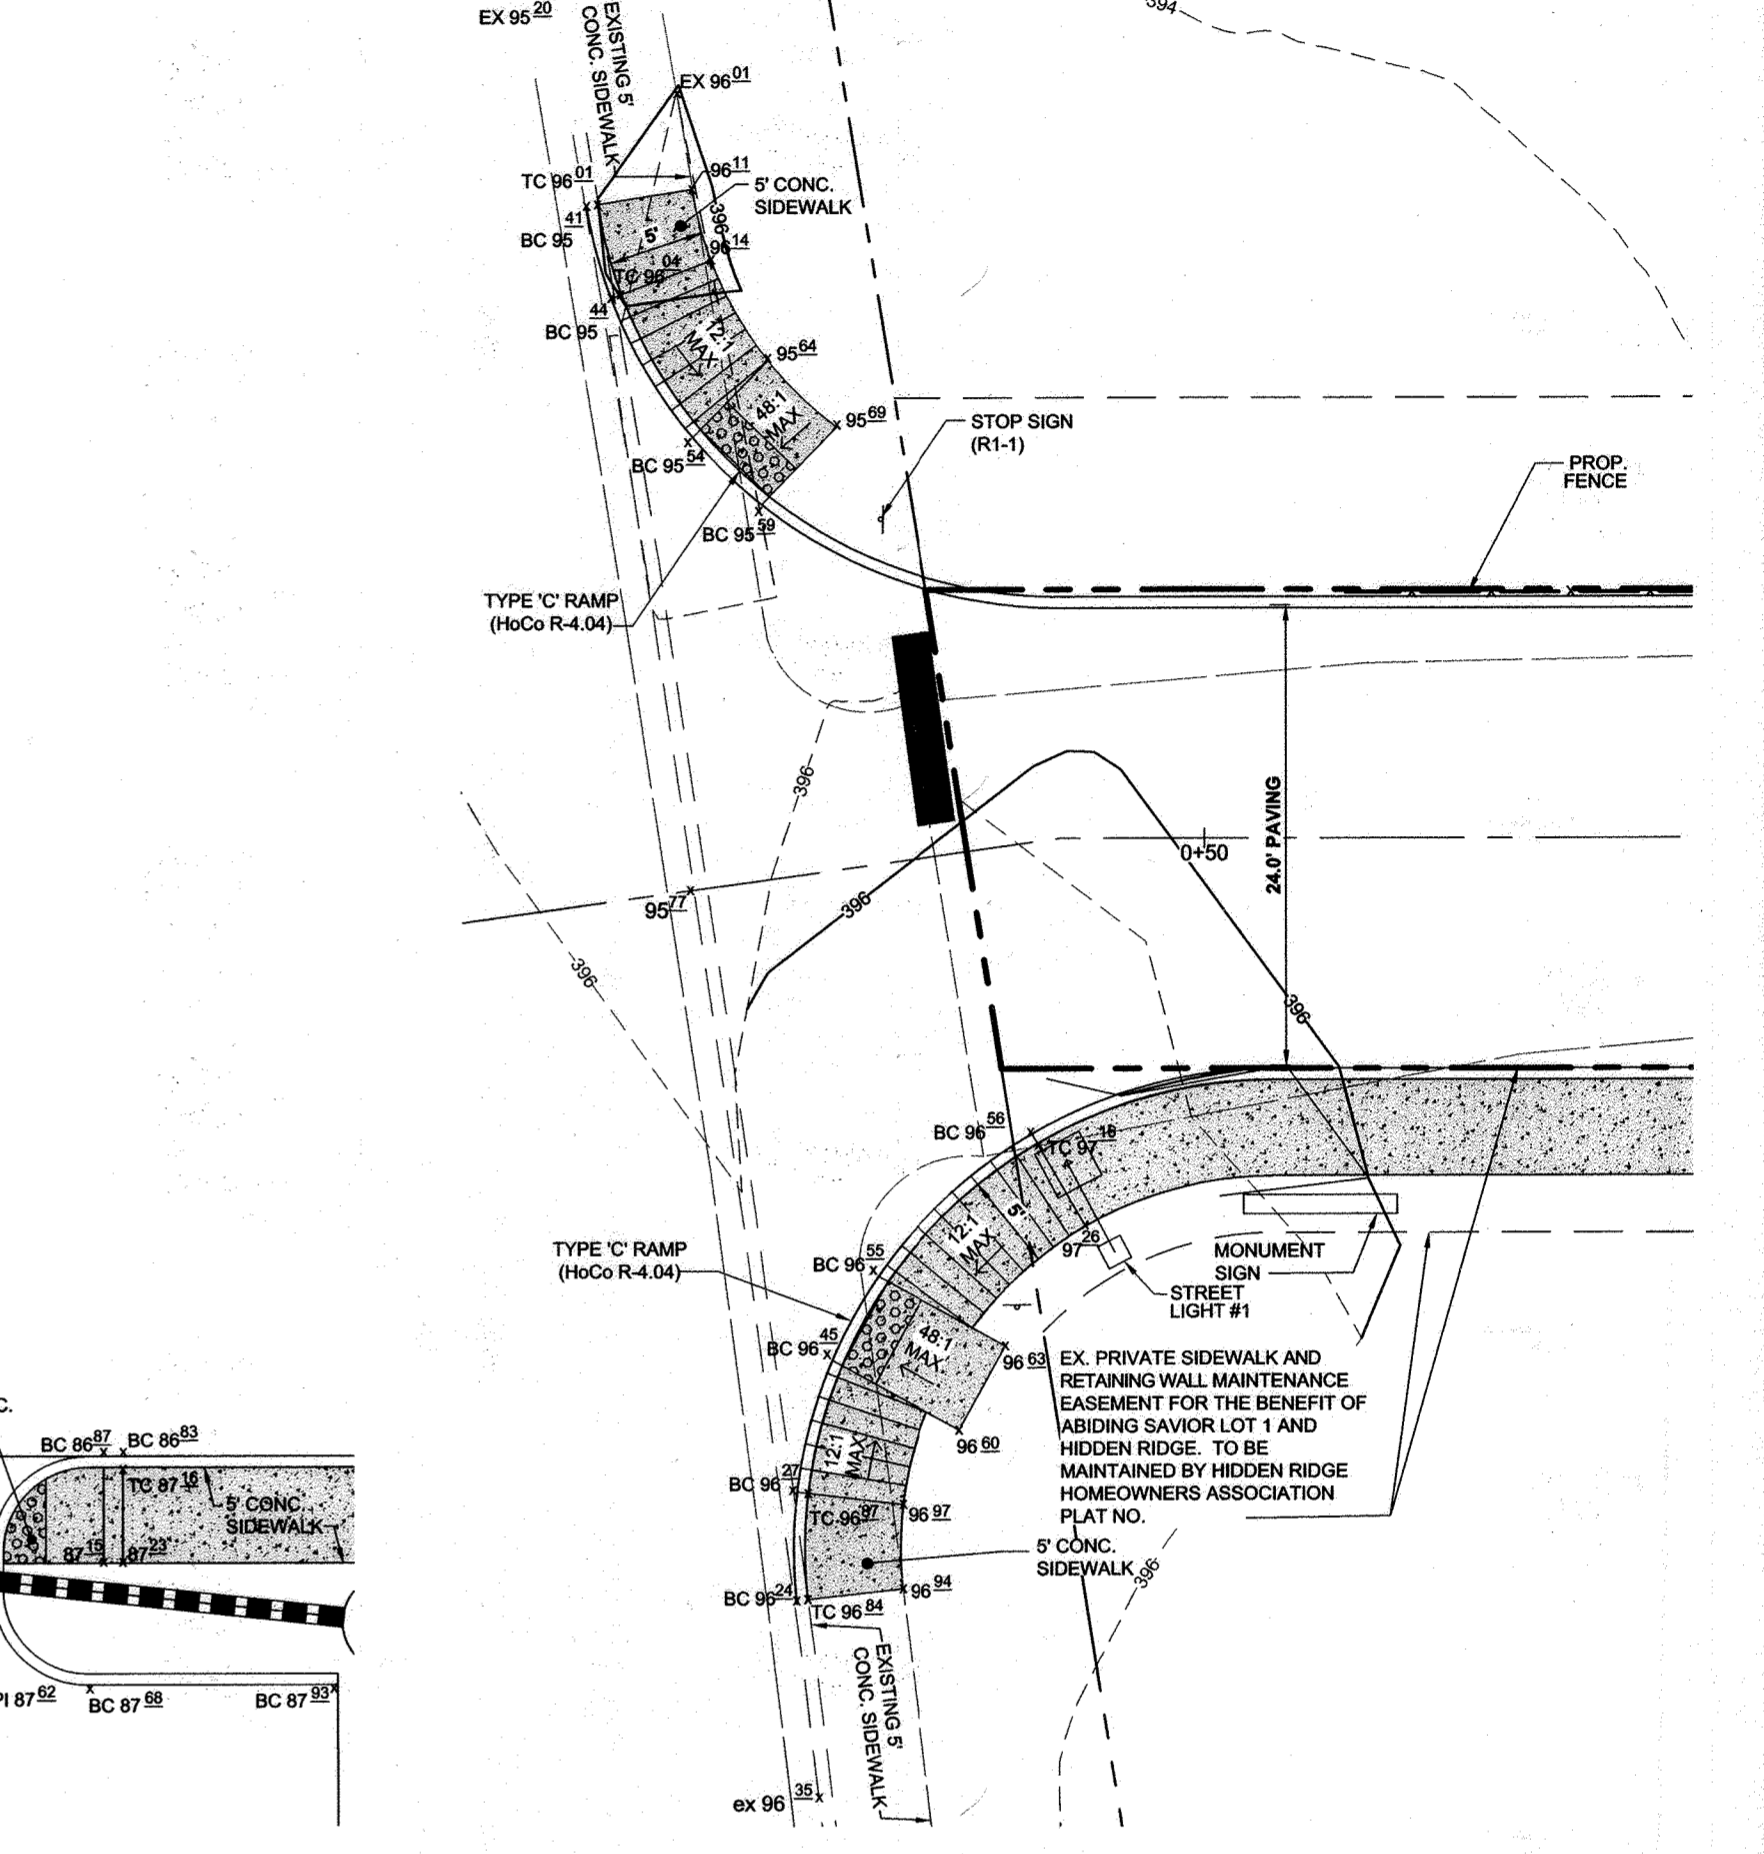 394
EX 95 20
EXISTING 5'
CONC. SIDEWALK
EX 96 01
TC 96 01
96 11
5' CONC.
SIDEWALK
396
BC 95 41
5'
96 14
TC 96 04
BC 95 44
12:1
MAX.
95 64
48:1
MAX
95 69
STOP SIGN
(R1-1)
BC 95 54
PROP.
FENCE
BC 95 59
TYPE 'C' RAMP
(HoCo R-4.04)
396
24.0' PAVING
0+50
95 77
396
396
396
BC 96 56
TC 97 18
5'
12:1
MAX
97 26
TYPE 'C' RAMP
(HoCo R-4.04)
BC 96 55
MONUMENT
SIGN
STREET
LIGHT #1
BC 96 45
48:1
MAX
96 63
EX. PRIVATE SIDEWALK AND
RETAINING WALL MAINTENANCE
EASEMENT FOR THE BENEFIT OF
ABIDING SAVIOR LOT 1 AND
HIDDEN RIDGE. TO BE
MAINTAINED BY HIDDEN RIDGE
HOMEOWNERS ASSOCIATION
PLAT NO.
96 60
12:1
MAX
BC 96 27
TC 96 97
96 97
5' CONC.
SIDEWALK
396
BC 96 24
TC 96 84
96 94
EXISTING 5'
CONC. SIDEWALK
ex 96 35
C.
BC 86 87
BC 86 83
TC 87 16
5' CONC.
SIDEWALK
87 15
87 23
PI 87 62
BC 87 68
BC 87 93